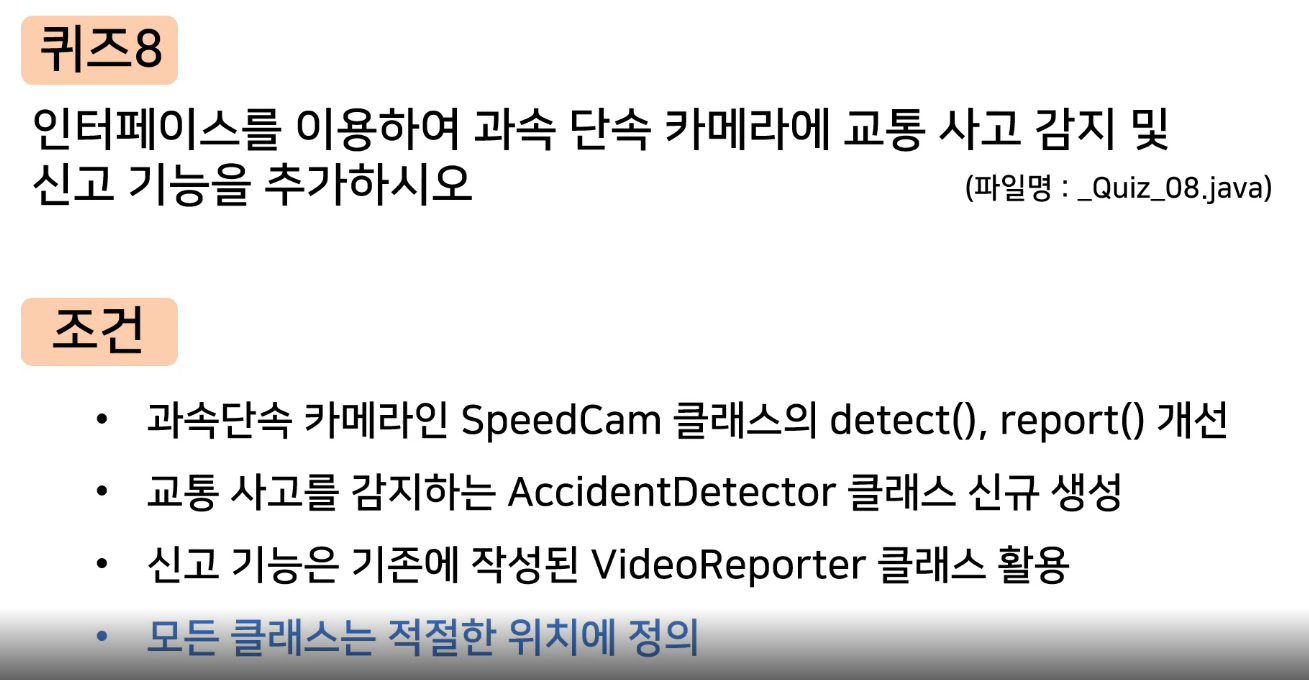 퀴즈8
인터페이스를 이용하여 과속 단속 카메라에 교통 사고 감지 및
신고 기능을 추가하시오
(파일명 : _Quiz_08.java)
조건
• 과속단속 카메라인 SpeedCam 클래스의 detect(), report() 개선
• 교통 사고를 감지하는 AccidentDetector 클래스 신규 생성
• 신고 기능은 기존에 작성된 VideoReporter 클래스 활용
• 모든 클래스는 적절한 위치에 정의